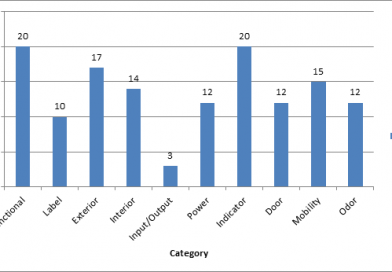 20
10
17
14
3
12
20
12
15
12
nctional
Label
Exterior
Interior
Input/Output
Power
Indicator
Door
Mobility
Odor
Category